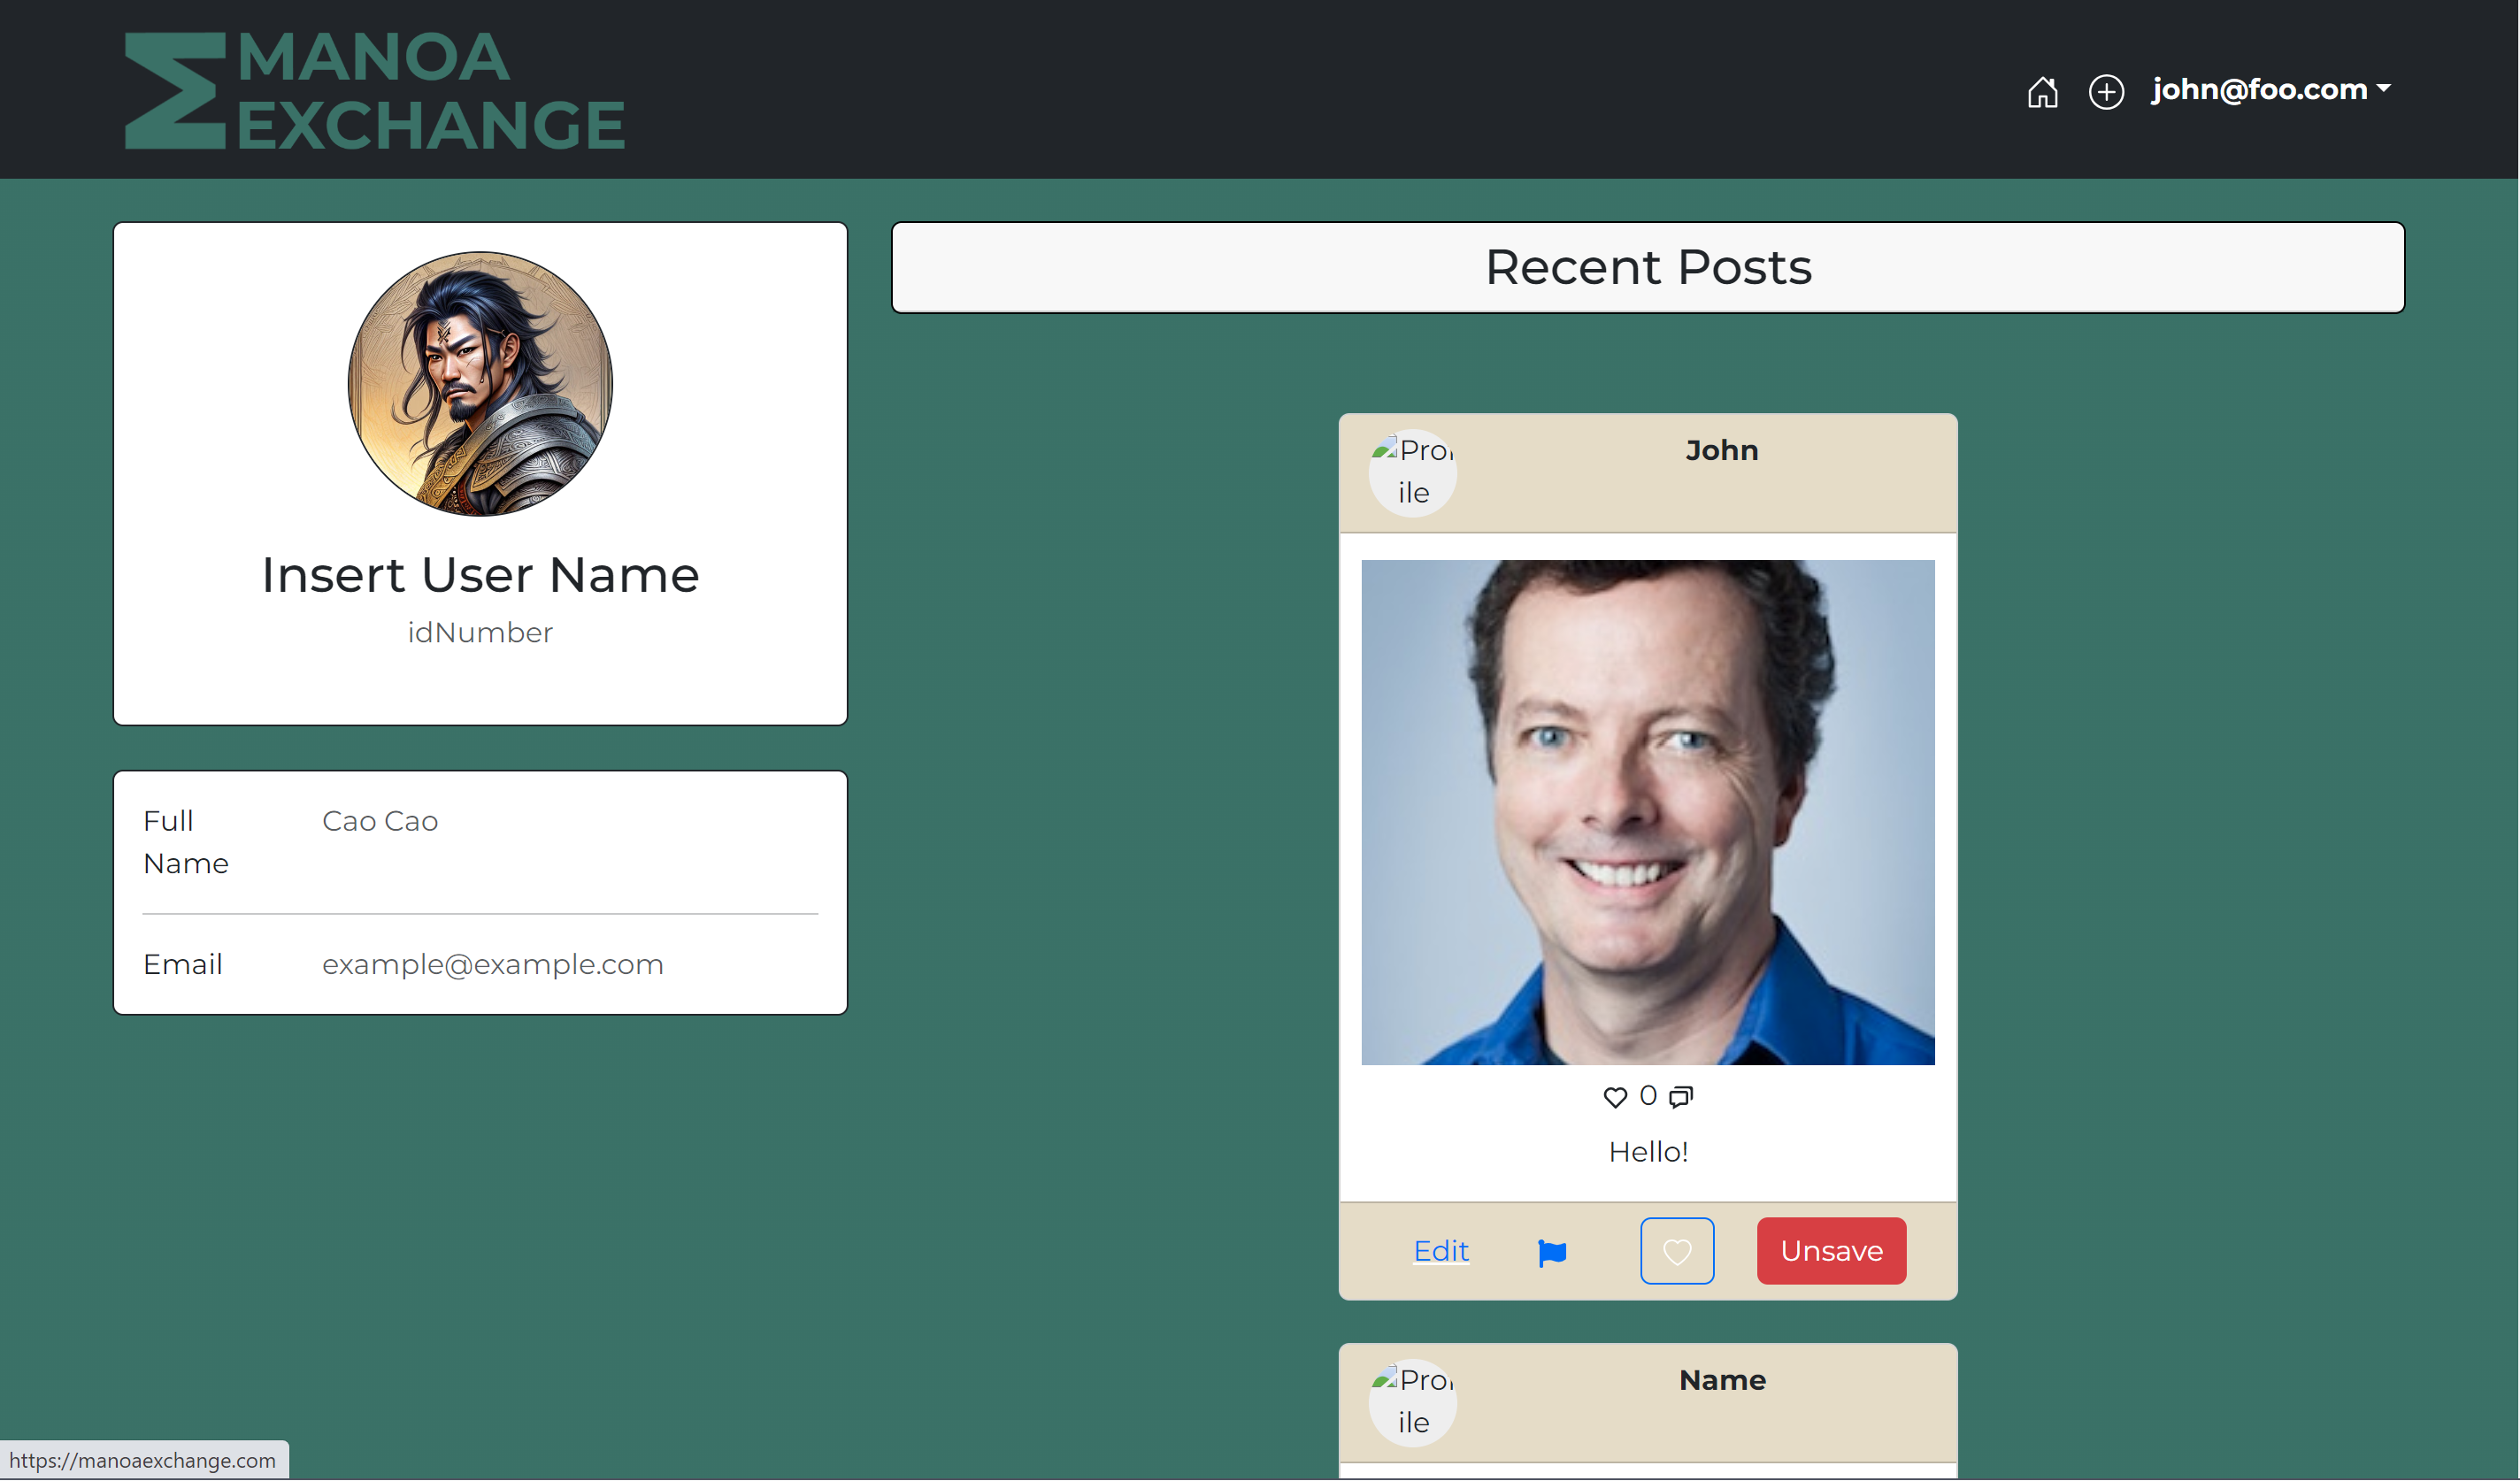 MANOA
EXCHANGE
john@foo.com
Insert User Name
idNumber
Full
Name
Cao Cao
Email
example@example.com
Recent Posts
John
Pro
ile
0
Hello!
Edit
Unsave
Name
Pro
ile
https://manoaexchange.com